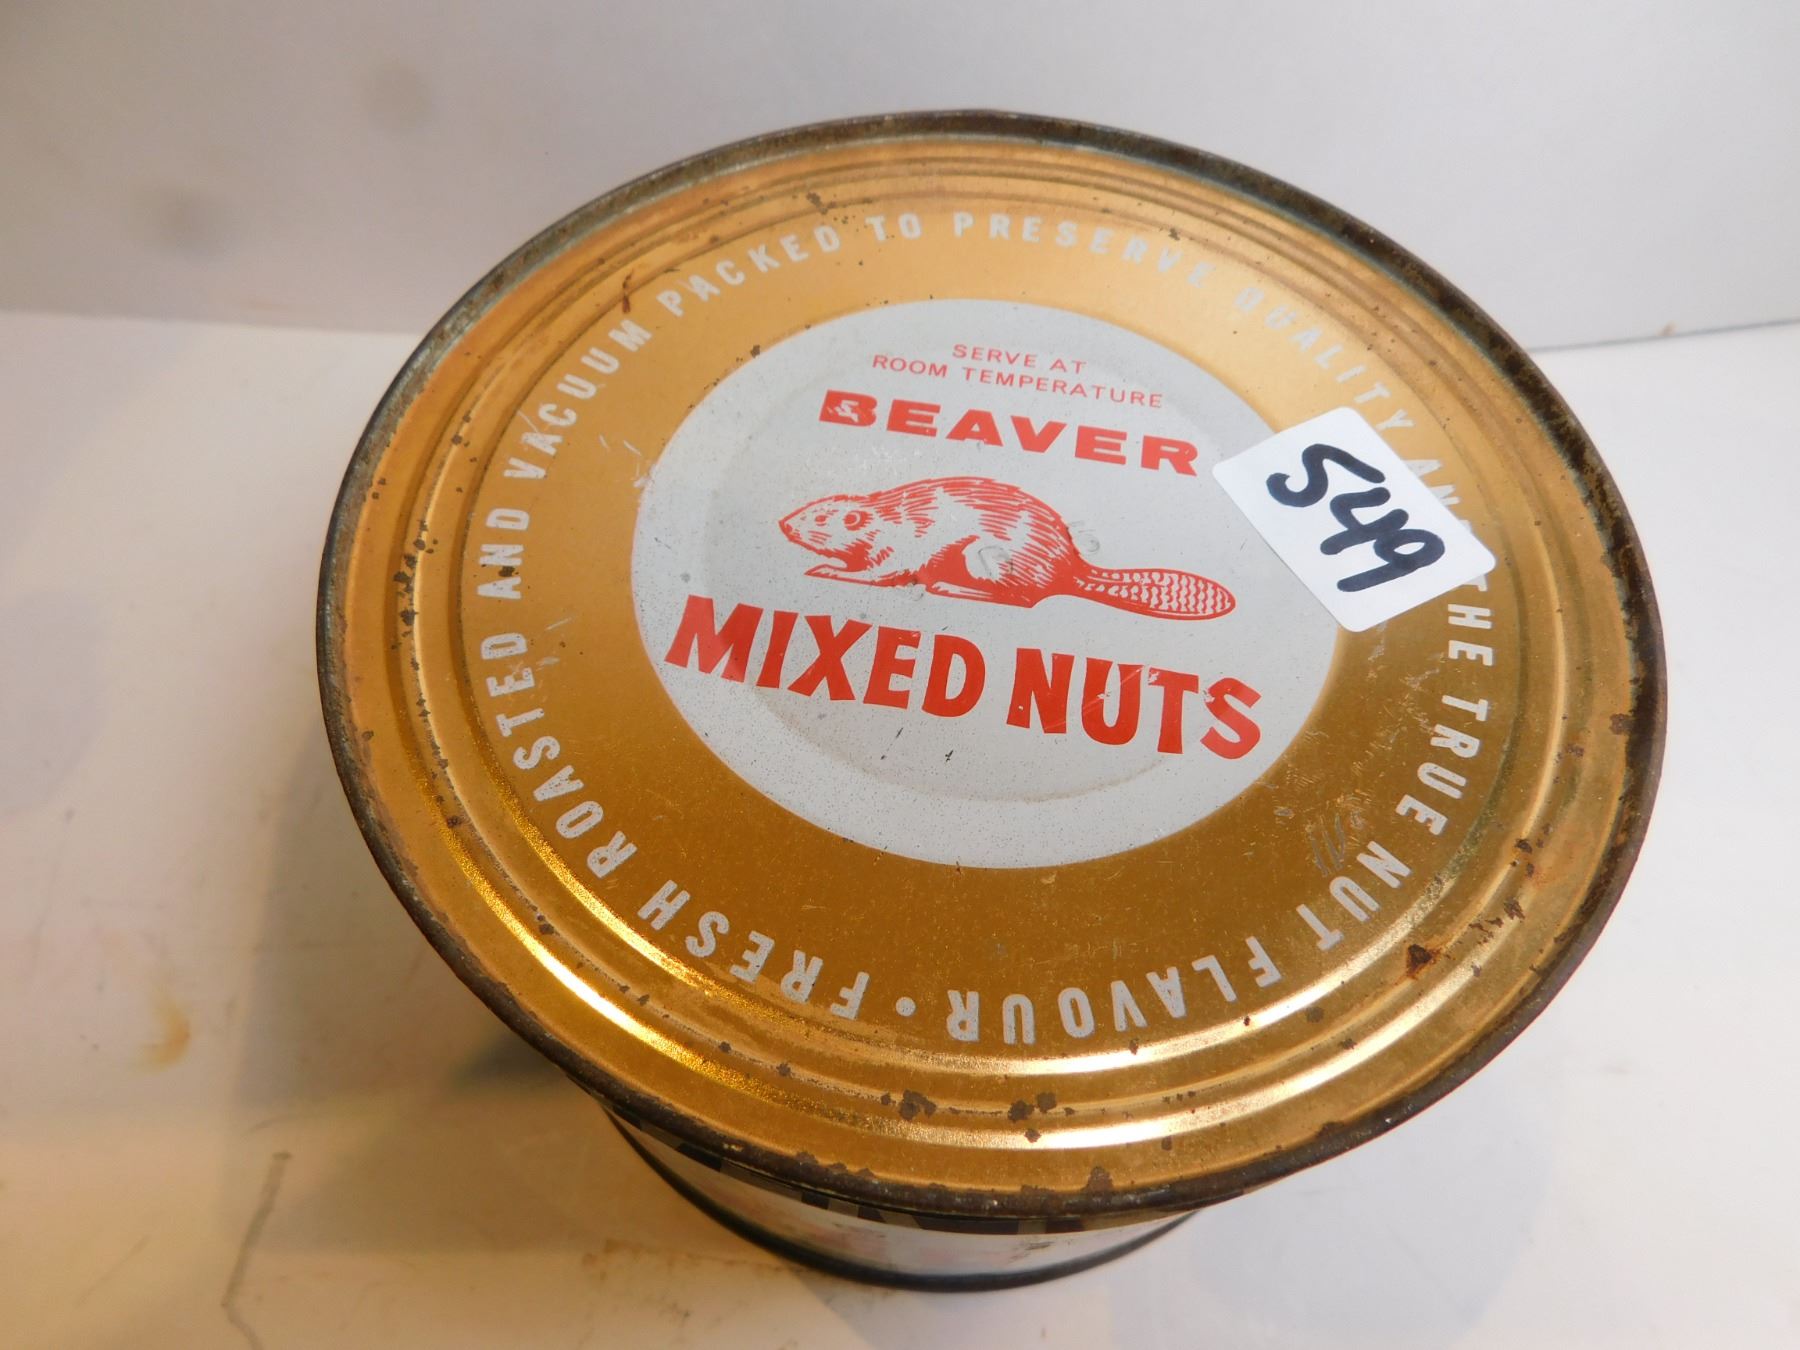 SERVE AT
ROOM TEMPERATURE
BEAVER
MIXED NUTS
549
FRESH ROASTED AND VACUUM PACKED TO PRESERVE QUALITY AND THE TRUE NUT FLAVOUR •